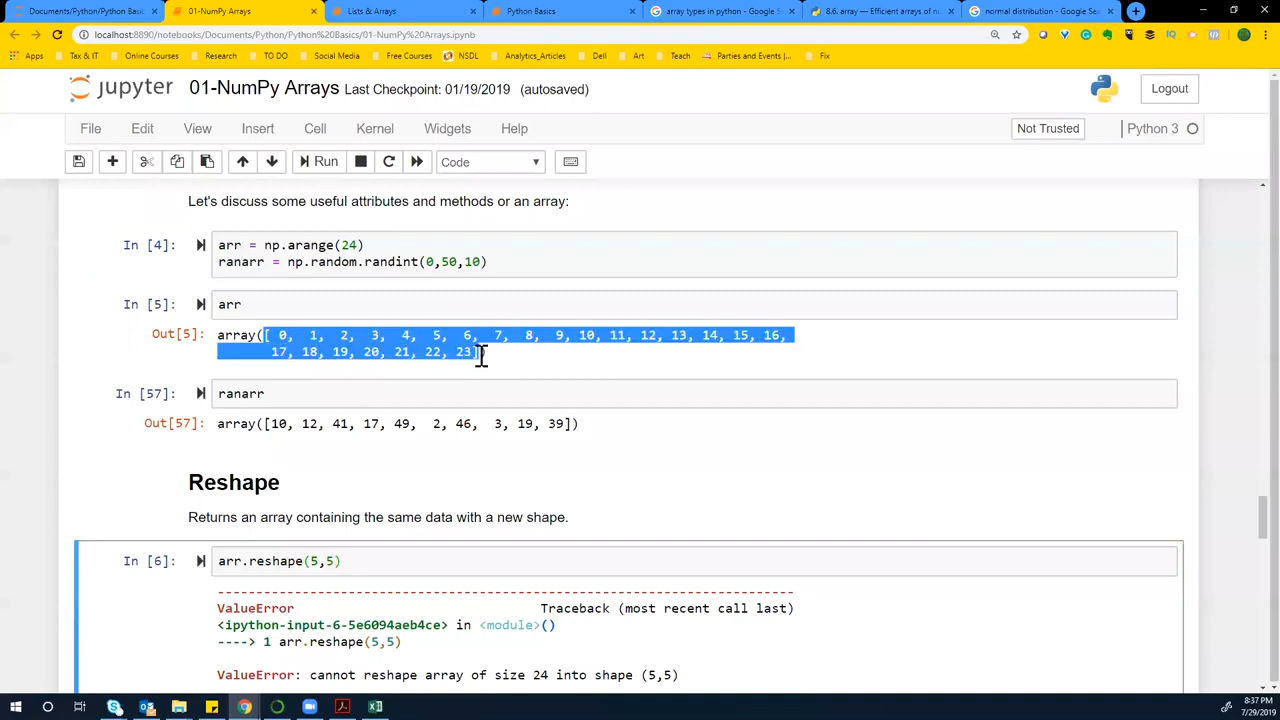 Documents/Python/Python Basi
01-NumPy Arrays
Lists & Arrays
Python Basics
array types in python - Google S
8.6. array — Efficient arrays of nu
normal distribution - Google Sea
localhost:8890/notebooks/Documents/Python/Python%20Basics/01-NumPy%20Arrays.ipynb
Apps
Tax & IT
Online Courses
Research
TO DO
Social Media
Free Courses
NSDL
Analytics_Articles
Dell
Art
Teach
Parties and Events |...
Fix
jupyter 01-NumPy Arrays Last Checkpoint: 01/19/2019 (autosaved)
Logout
File Edit View Insert Cell Kernel Widgets Help
Not Trusted
Python 3
Run
Code
Let's discuss some useful attributes and methods or an array:
In [4]: arr = np.arange(24)
ranarr = np.random.randint(0,50,10)
In [5]: arr
Out[5]: array([ 0, 1, 2, 3, 4, 5, 6, 7, 8, 9, 10, 11, 12, 13, 14, 15, 16,
17, 18, 19, 20, 21, 22, 23])
In [57]: ranarr
Out[57]: array([10, 12, 41, 17, 49, 2, 46, 3, 19, 39])
Reshape
Returns an array containing the same data with a new shape.
In [6]: arr.reshape(5,5)
---------------------------------------------------------------------------
ValueError Traceback (most recent call last)
<ipython-input-6-5e6094aeb4ce> in <module>()
----> 1 arr.reshape(5,5)
ValueError: cannot reshape array of size 24 into shape (5,5)
8:37 PM
7/29/2019